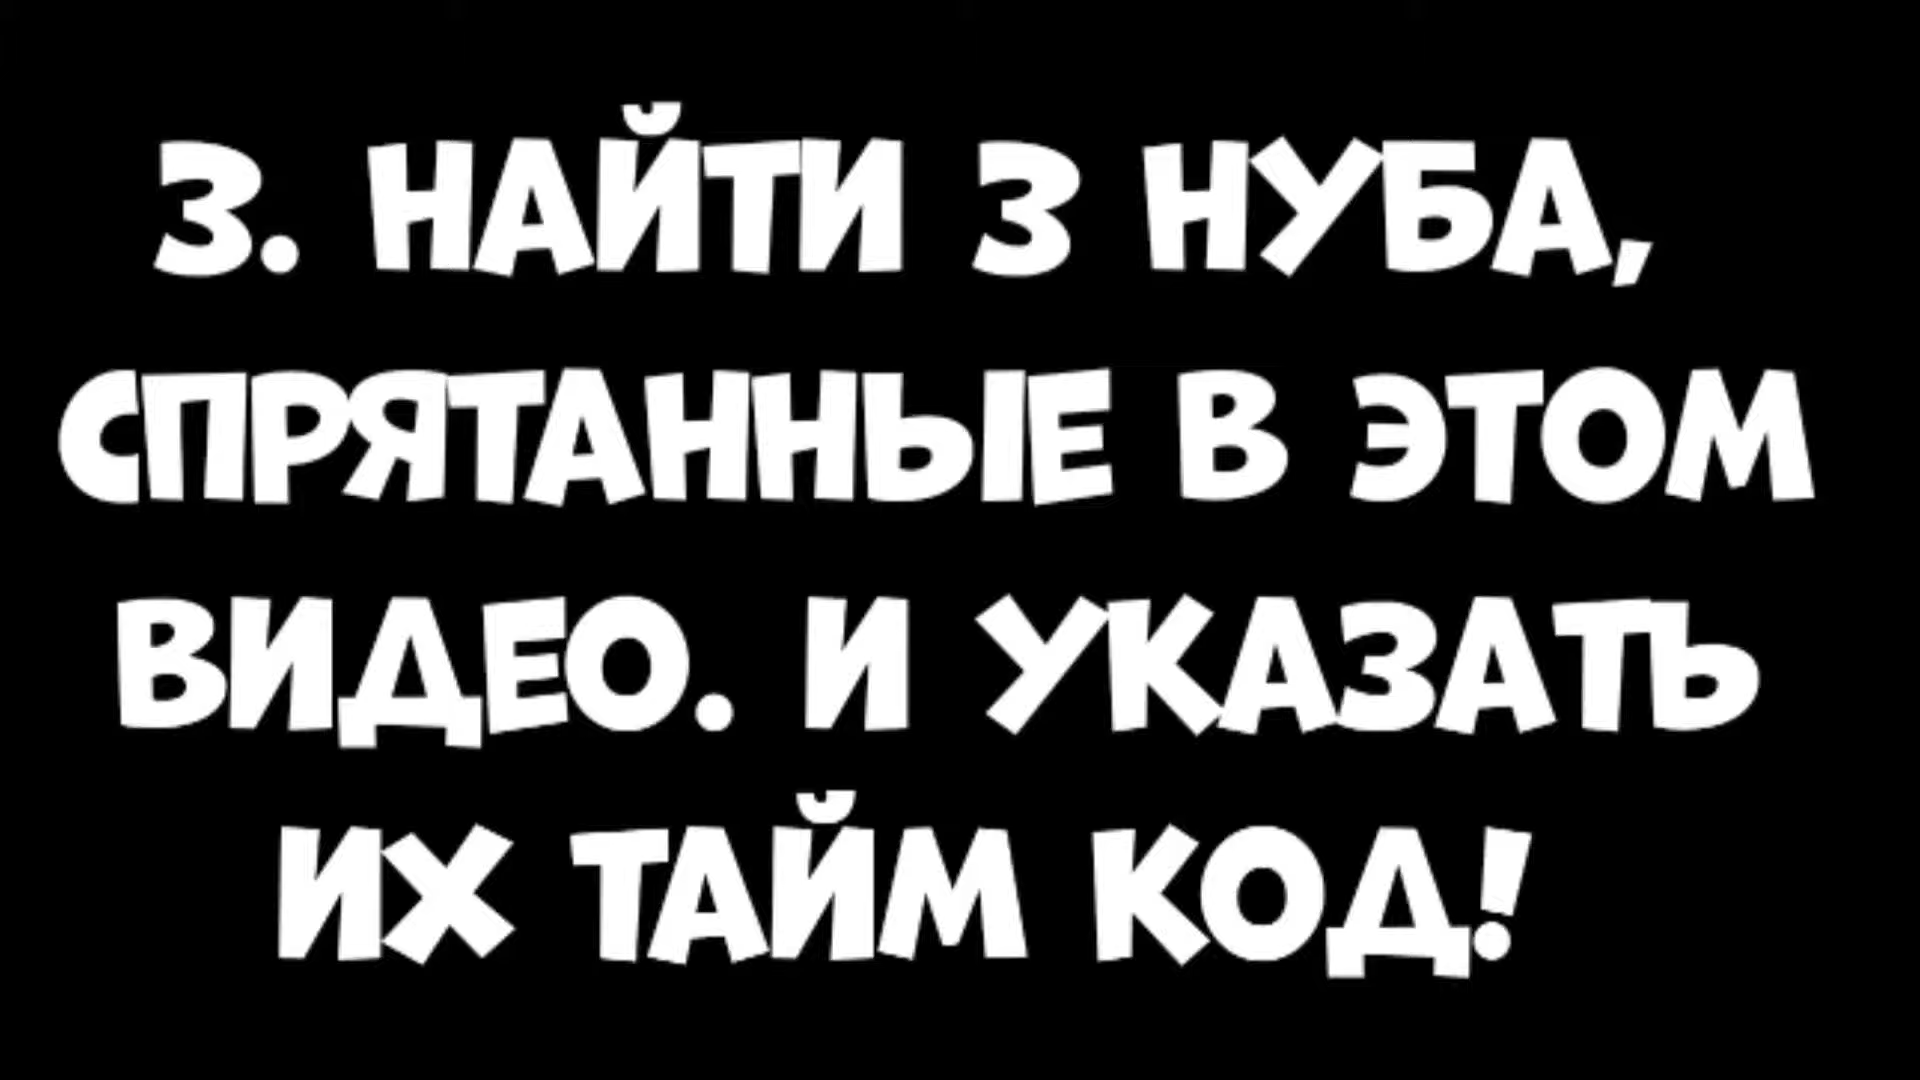 3. НАЙТИ 3 НУБА,
СПРЯТАННЫЕ В ЭТОМ
ВИДЕО. И УКАЗАТЬ
ИХ ТАЙМ КОД!